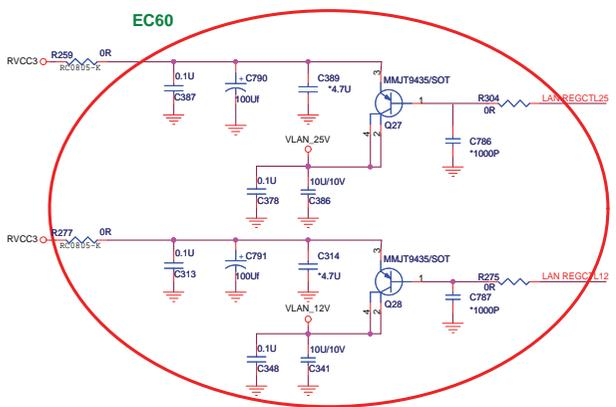 EC60
RVCC3
R259
0R
RC0805-K
0.1U
C387
+
C790
100Uf
C389
*4.7U
3
MMJT9435/SOT
1
Q27
4
2
R304
0R
LAN REGCTL25
C786
*1000P
VLAN_25V
0.1U
C378
10U/10V
C386
RVCC3
R277
0R
RC0805-K
0.1U
C313
+
C791
100Uf
C314
*4.7U
3
MMJT9435/SOT
1
Q28
4
2
R275
0R
LAN REGCTL12
C787
*1000P
VLAN_12V
0.1U
C348
10U/10V
C341